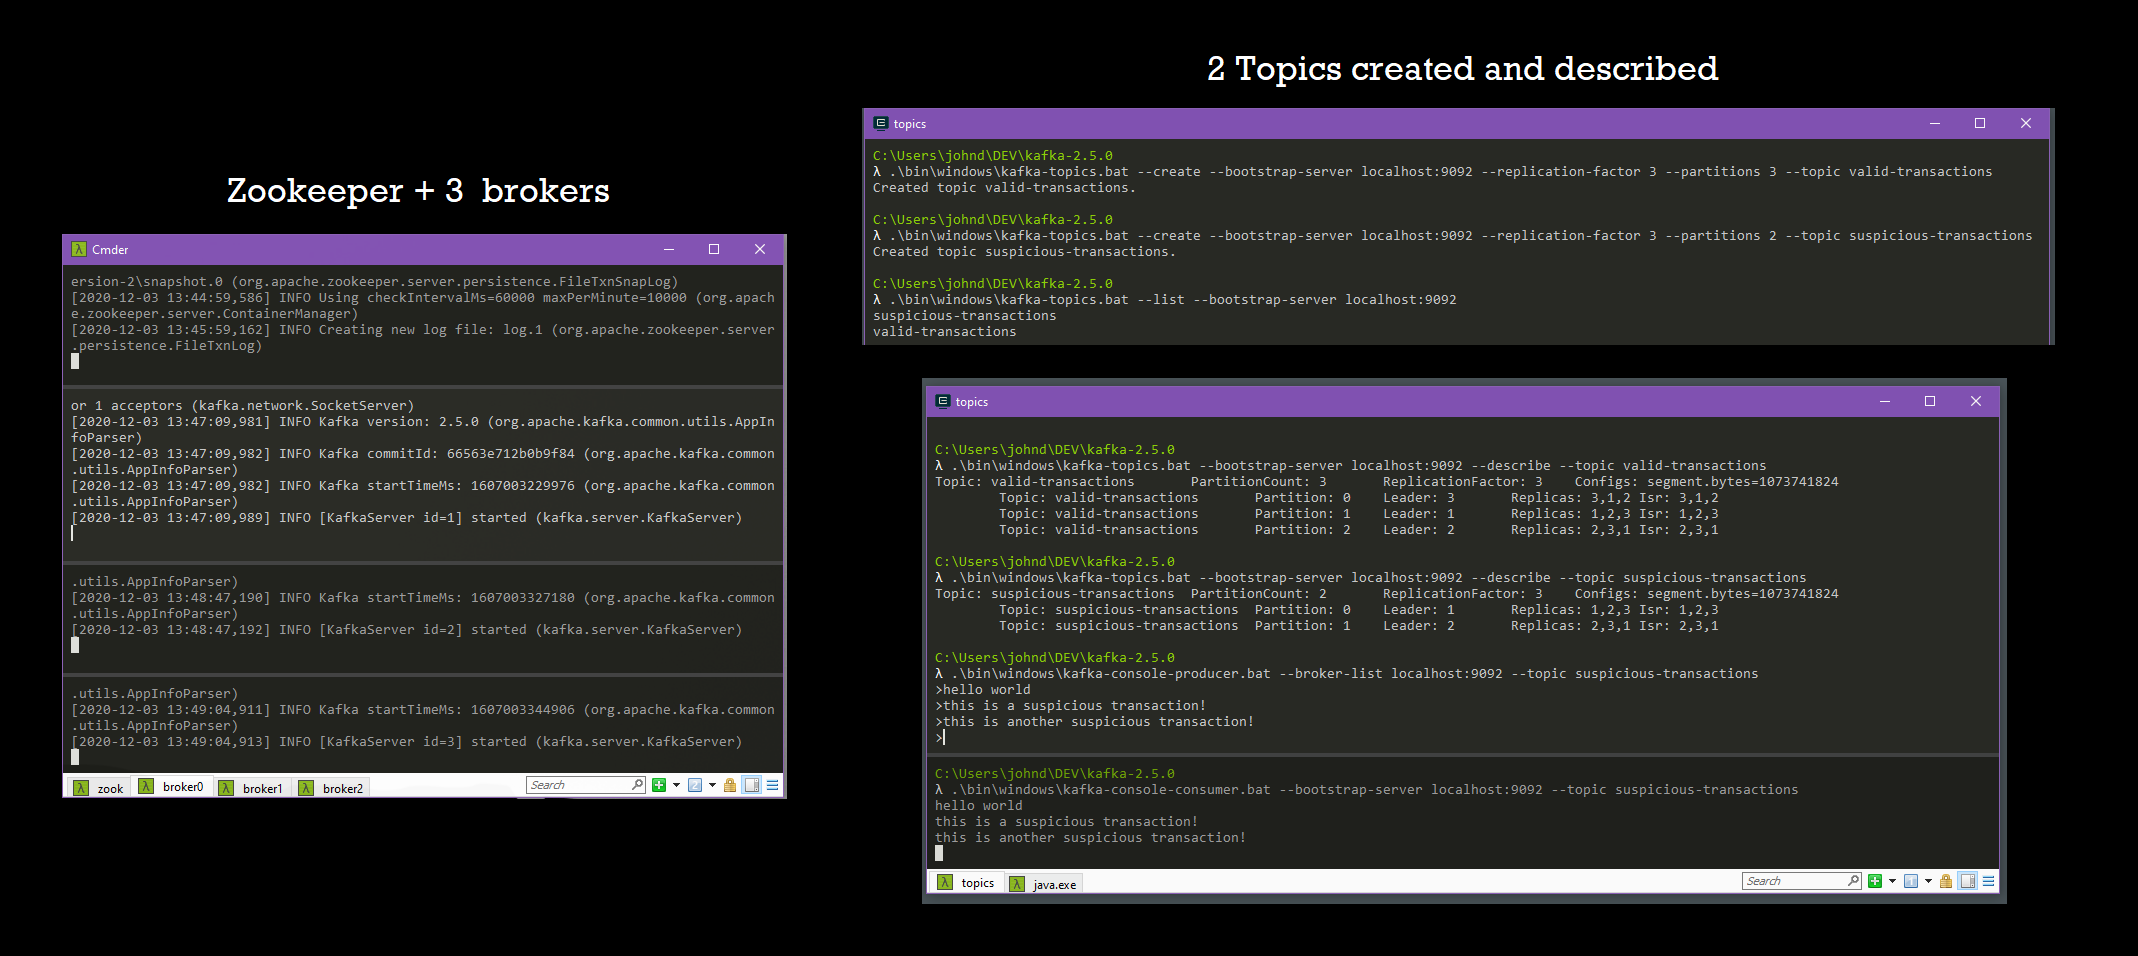 2 Topics created and described
Zookeeper + 3 brokers
Cmder
ersion-2\snapshot.0 (org.apache.zookeeper.server.persistence.FileTxnSnapLog)
[2020-12-03 13:44:59,586] INFO Using checkIntervalMs=60000 maxPerMinute=10000 (org.apach
e.zookeeper.server.ContainerManager)
[2020-12-03 13:45:59,162] INFO Creating new log file: log.1 (org.apache.zookeeper.server
.persistence.FileTxnLog)
or 1 acceptors (kafka.network.SocketServer)
[2020-12-03 13:47:09,981] INFO Kafka version: 2.5.0 (org.apache.kafka.common.utils.AppIn
foParser)
[2020-12-03 13:47:09,982] INFO Kafka commitId: 66563e712b0b9f84 (org.apache.kafka.common
.utils.AppInfoParser)
[2020-12-03 13:47:09,982] INFO Kafka startTimeMs: 1607003229976 (org.apache.kafka.common
.utils.AppInfoParser)
[2020-12-03 13:47:09,989] INFO [KafkaServer id=1] started (kafka.server.KafkaServer)
.utils.AppInfoParser)
[2020-12-03 13:48:47,190] INFO Kafka startTimeMs: 1607003327180 (org.apache.kafka.common
.utils.AppInfoParser)
[2020-12-03 13:48:47,192] INFO [KafkaServer id=2] started (kafka.server.KafkaServer)
.utils.AppInfoParser)
[2020-12-03 13:49:04,911] INFO Kafka startTimeMs: 1607003344906 (org.apache.kafka.common
.utils.AppInfoParser)
[2020-12-03 13:49:04,913] INFO [KafkaServer id=3] started (kafka.server.KafkaServer)
λ zook λ broker0 λ broker1 λ broker2 Search
topics
C:\Users\johnd\DEV\kafka-2.5.0
λ .\bin\windows\kafka-topics.bat --create --bootstrap-server localhost:9092 --replication-factor 3 --partitions 3 --topic valid-transactions
Created topic valid-transactions.
C:\Users\johnd\DEV\kafka-2.5.0
λ .\bin\windows\kafka-topics.bat --create --bootstrap-server localhost:9092 --replication-factor 3 --partitions 2 --topic suspicious-transactions
Created topic suspicious-transactions.
C:\Users\johnd\DEV\kafka-2.5.0
λ .\bin\windows\kafka-topics.bat --list --bootstrap-server localhost:9092
suspicious-transactions
valid-transactions
topics
C:\Users\johnd\DEV\kafka-2.5.0
λ .\bin\windows\kafka-topics.bat --bootstrap-server localhost:9092 --describe --topic valid-transactions
Topic: valid-transactions PartitionCount: 3 ReplicationFactor: 3 Configs: segment.bytes=1073741824
Topic: valid-transactions Partition: 0 Leader: 3 Replicas: 3,1,2 Isr: 3,1,2
Topic: valid-transactions Partition: 1 Leader: 1 Replicas: 1,2,3 Isr: 1,2,3
Topic: valid-transactions Partition: 2 Leader: 2 Replicas: 2,3,1 Isr: 2,3,1
C:\Users\johnd\DEV\kafka-2.5.0
λ .\bin\windows\kafka-topics.bat --bootstrap-server localhost:9092 --describe --topic suspicious-transactions
Topic: suspicious-transactions PartitionCount: 2 ReplicationFactor: 3 Configs: segment.bytes=1073741824
Topic: suspicious-transactions Partition: 0 Leader: 1 Replicas: 1,2,3 Isr: 1,2,3
Topic: suspicious-transactions Partition: 1 Leader: 2 Replicas: 2,3,1 Isr: 2,3,1
C:\Users\johnd\DEV\kafka-2.5.0
λ .\bin\windows\kafka-console-producer.bat --broker-list localhost:9092 --topic suspicious-transactions
>hello world
>this is a suspicious transaction!
>this is another suspicious transaction!
>
C:\Users\johnd\DEV\kafka-2.5.0
λ .\bin\windows\kafka-console-consumer.bat --bootstrap-server localhost:9092 --topic suspicious-transactions
hello world
this is a suspicious transaction!
this is another suspicious transaction!
λ topics λ java.exe Search